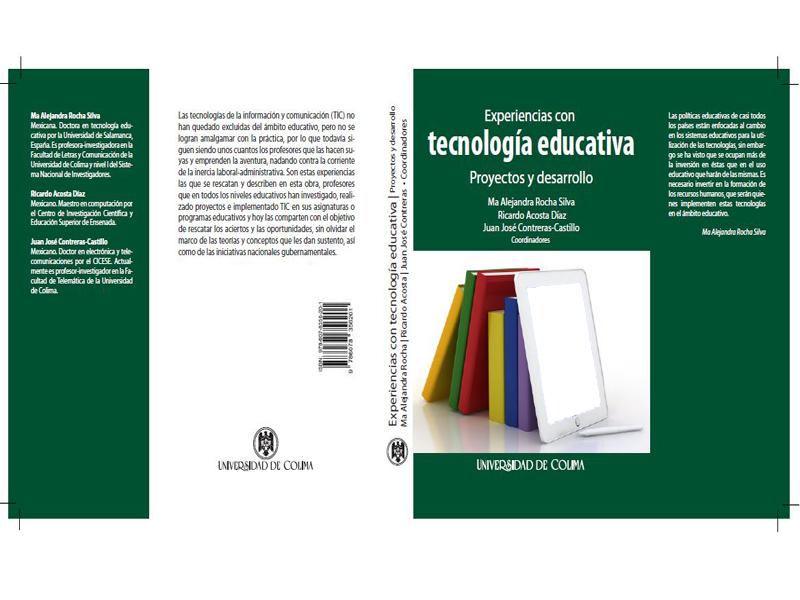 Ma Alejandra Rocha Silva
Mexicana. Doctora en tecnología edu-
cativa por la Universidad de Salamanca,
España. Es profesora-investigadora en la
Facultad de Letras y Comunicación de la
Universidad de Colima y nivel I del Siste-
ma Nacional de Investigadores.
Ricardo Acosta Díaz
Mexicano. Maestro en computación por
el Centro de Investigación Científica y
Educación Superior de Ensenada.
Juan José Contreras-Castillo
Mexicano. Doctor en electrónica y tele-
comunicaciones por el CICESE. Actual-
mente es profesor-investigador en la Fa-
cultad de Telemática de la Universidad
de Colima.
Las tecnologías de la información y comunicación (TIC) no
han quedado excluidas del ámbito educativo, pero no se
logran amalgamar con la práctica, por lo que todavía si-
guen siendo unos cuantos los profesores que las hacen su-
yas y emprenden la aventura, nadando contra la corriente
de la inercia laboral-administrativa. Son estas experiencias
las que se rescatan y describen en esta obra, profesores
que en todos los niveles educativos han investigado, reali-
zado proyectos e implementado TIC en sus asignaturas o
programas educativos y hoy las comparten con el objetivo
de rescatar los aciertos y las oportunidades, sin olvidar el
marco de las teorías y conceptos que les dan sustento, así
como de las iniciativas nacionales gubernamentales.
UNIVERSIDAD DE COLIMA
Experiencias con tecnología educativa | Proyectos y desarrollo
Ma Alejandra Rocha | Ricardo Acosta | Juan José Contreras • Coordinadores
Experiencias con
tecnología educativa
Proyectos y desarrollo
Ma Alejandra Rocha Silva
Ricardo Acosta Díaz
Juan José Contreras-Castillo
Coordinadores
UNIVERSIDAD DE COLIMA
Las políticas educativas de casi todos
los países están enfocadas al cambio
en los sistemas educativos para la uti-
lización de las tecnologías, sin embar-
go se ha visto que se ocupan más de
la inversión en éstas que en el uso
educativo que harán de las mismas. Es
necesario invertir en la formación de
los recursos humanos, que serán quie-
nes implementen estas tecnologías
en el ámbito educativo.
Ma Alejandra Rocha Silva